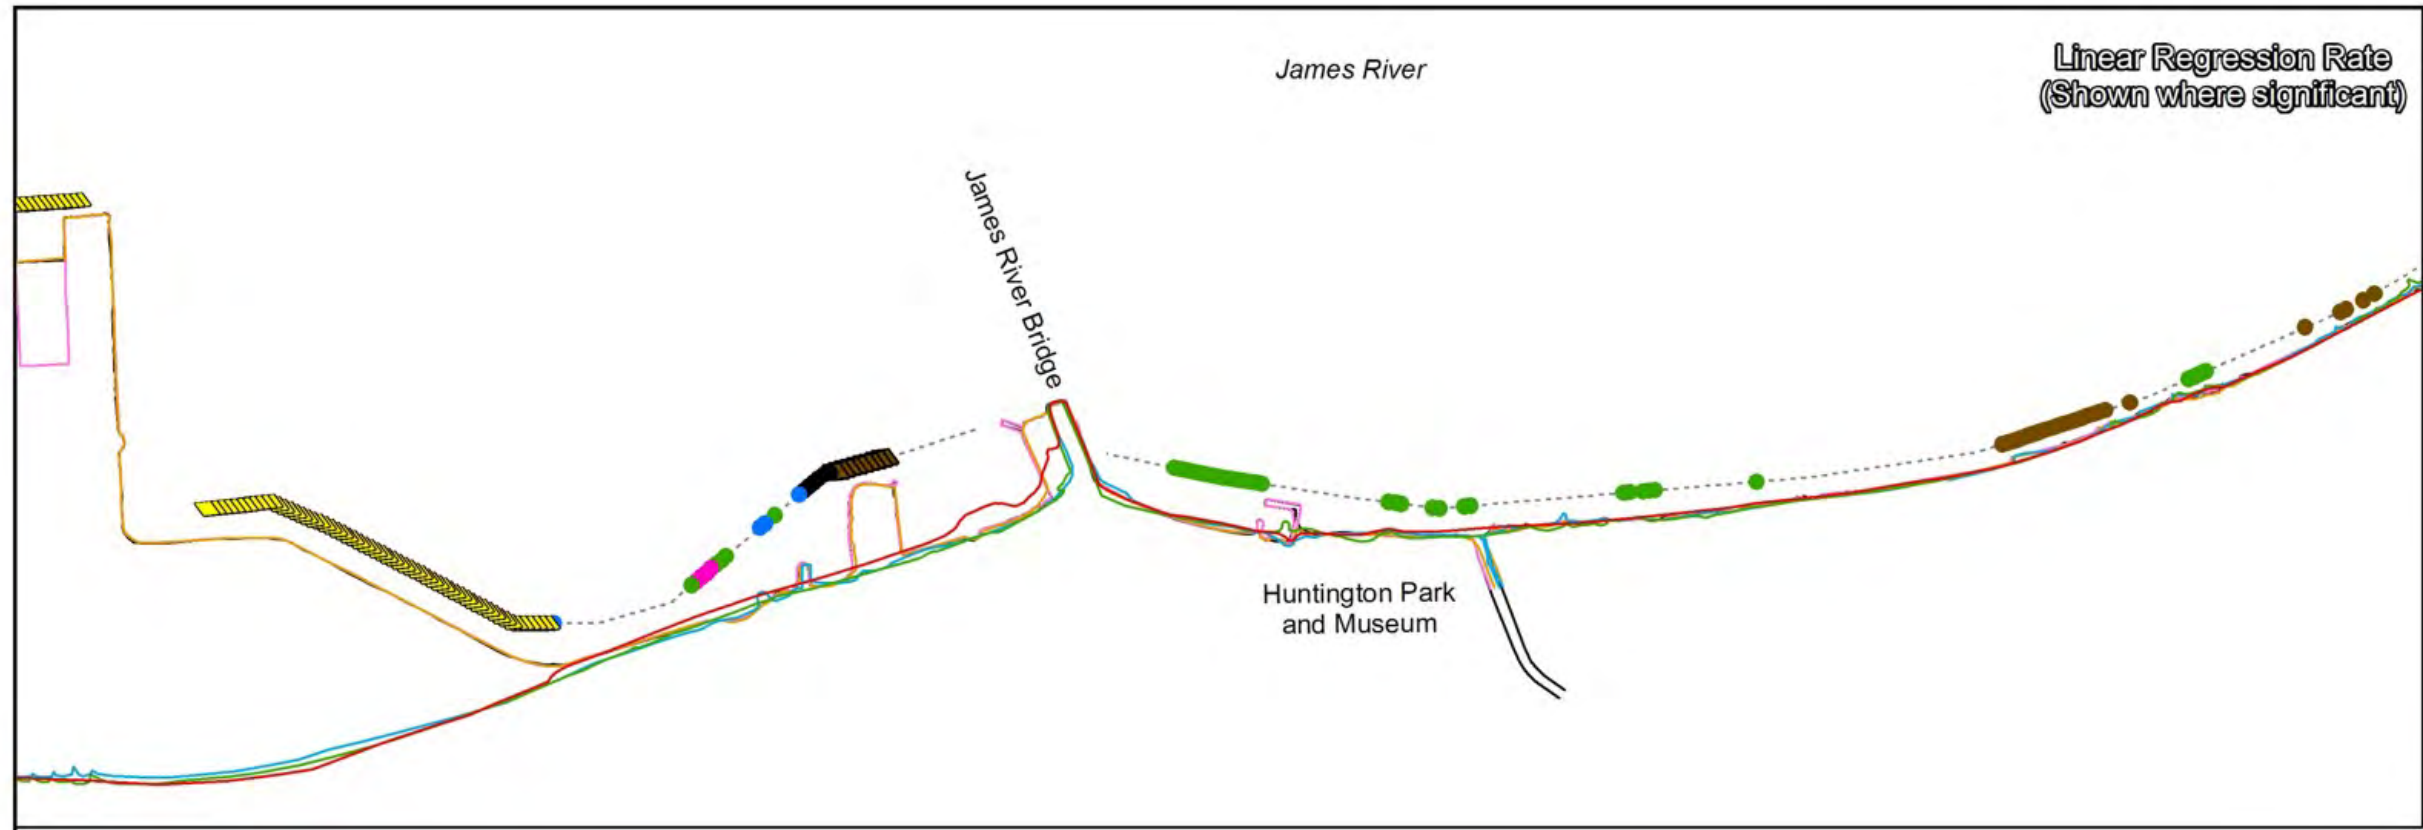 James River
Linear Regression Rate
(Shown where significant)
James River Bridge
Huntington Park
and Museum